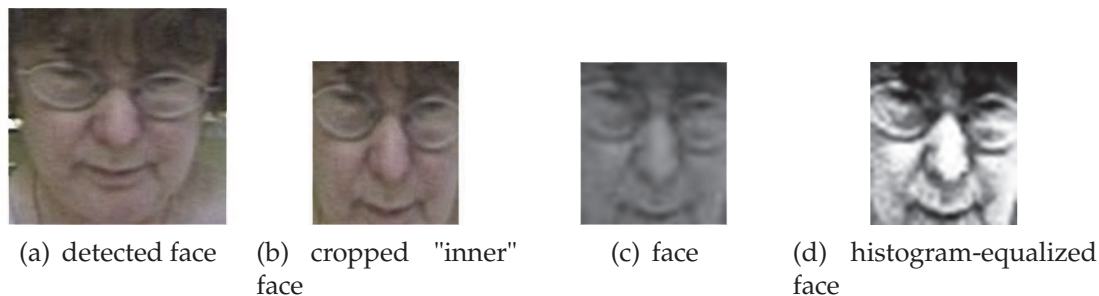 (a) detected face
(b) cropped "inner"
face
(c) face
(d) histogram-equalized
face